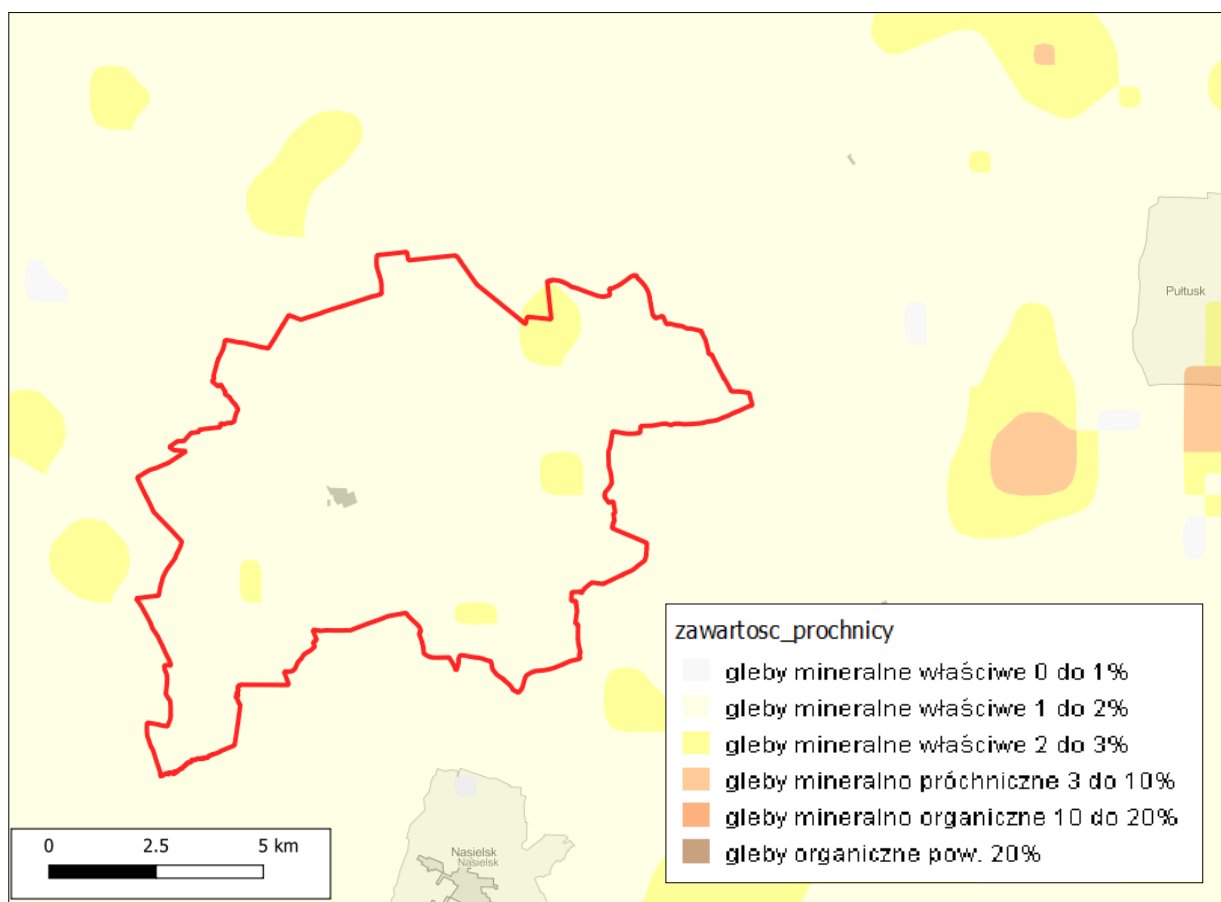 Pułtusk
zawartosc_prochnicy
gleby mineralne właściwe 0 do 1%
gleby mineralne właściwe 1 do 2%
gleby mineralne właściwe 2 do 3%
gleby mineralno próchniczne 3 do 10%
gleby mineralno organiczne 10 do 20%
gleby organiczne pow. 20%
0 2.5 5 km
Nasielsk
Nasielsk